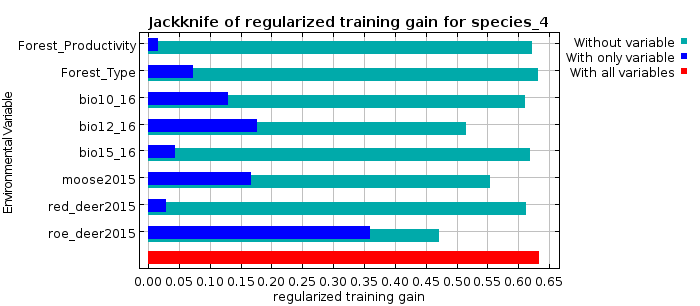 Jackknife of regularized training gain for species_4
Without variable
With only variable
With all variables
Environmental Variable
Forest_Productivity
Forest_Type
bio10_16
bio12_16
bio15_16
moose2015
red_deer2015
roe_deer2015
0.00 0.05 0.10 0.15 0.20 0.25 0.30 0.35 0.40 0.45 0.50 0.55 0.60 0.65
regularized training gain